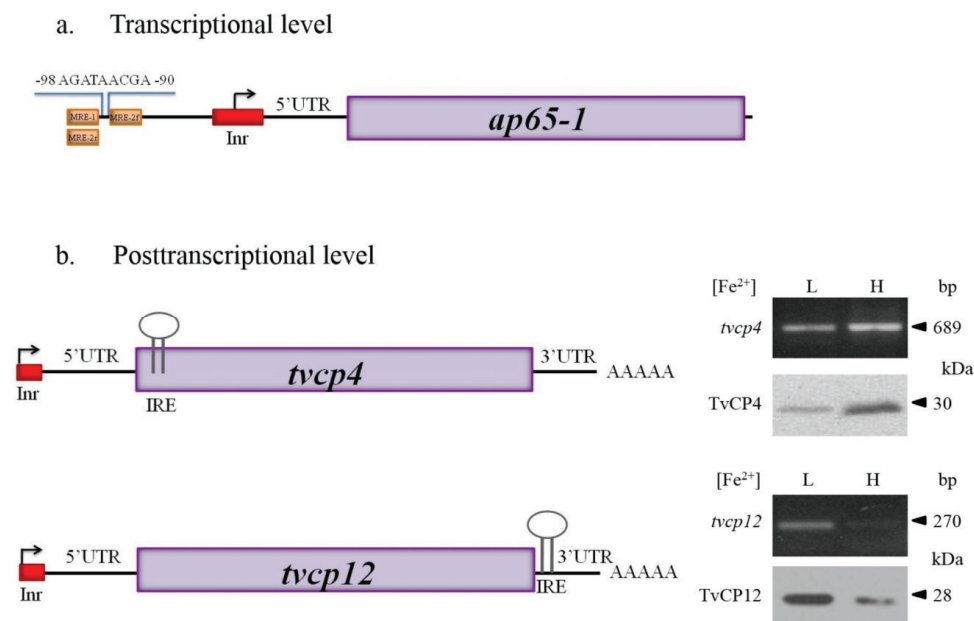 a. Transcriptional level
-98 AGATAACGA -90
MRE-1 MRE-2f
MRE-2r
Inr
5'UTR
ap65-1
b. Posttranscriptional level
Inr
5'UTR
IRE
tvcp4
3'UTR
AAAAA
[Fe²⁺] L H bp
tvcp4 689
kDa
TvCP4 30
Inr
5'UTR
tvcp12
IRE
3'UTR
AAAAA
[Fe²⁺] L H bp
tvcp12 270
kDa
TvCP12 28